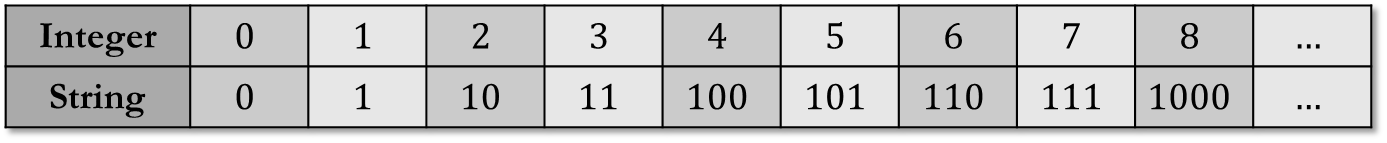 Integer 0 1 2 3 4 5 6 7 8 ...
String 0 1 10 11 100 101 110 111 1000 ...